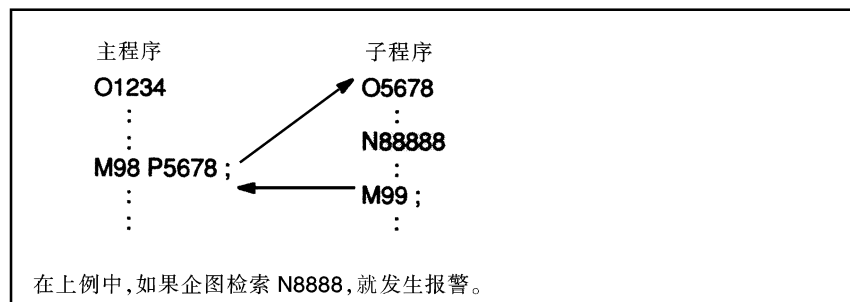 主程序 子程序
O1234 O5678
: :
: N88888
M98 P5678 ; :
: M99 ;
: :
在上例中,如果企图检索 N8888,就发生报警。